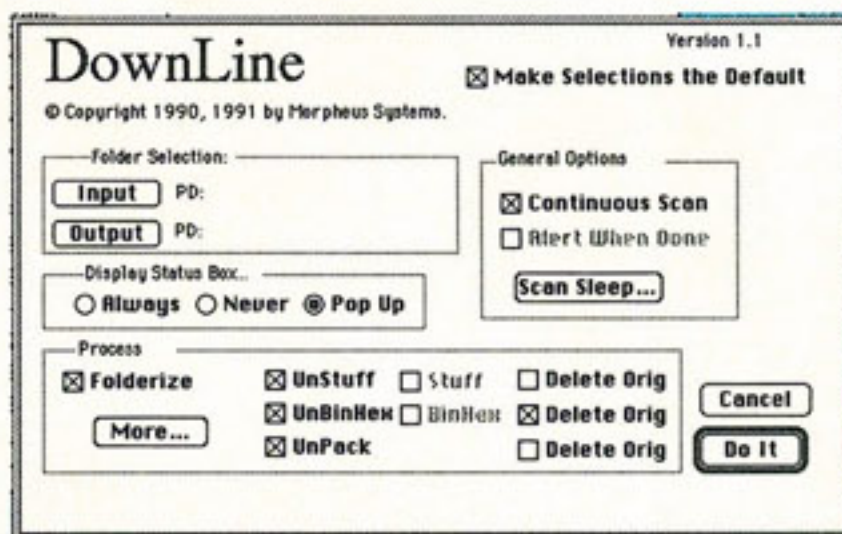 DownLine
Version 1.1
Make Selections the Default
© Copyright 1990, 1991 by Morpheus Systems.
Folder Selection:
Input PD:
Output PD:
General Options
Continuous Scan
Alert When Done
Scan Sleep...
Display Status Box..
Always Never Pop Up
Process
Folderize UnStuff Stuff Delete Orig
UnBinHex BinHex Delete Orig
More...
UnPack Delete Orig
Cancel
Do It